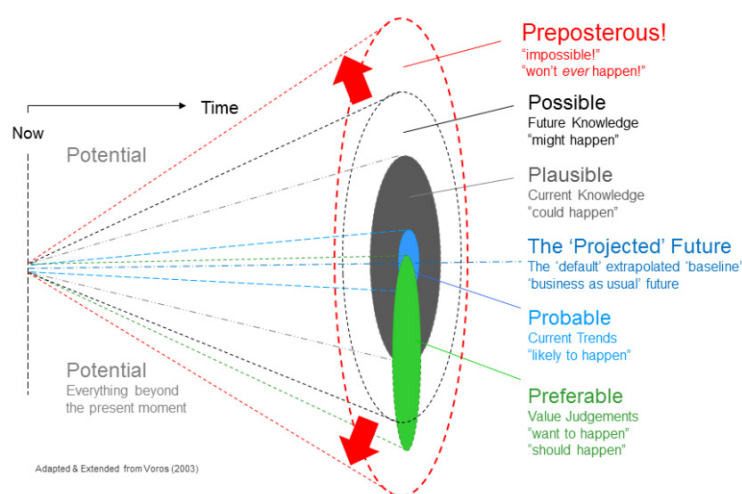 Preposterous!
“impossible!”
“won’t ever happen!”
Time
Now
Potential
Possible
Future Knowledge
“might happen”
Plausible
Current Knowledge
“could happen”
The ‘Projected’ Future
The ‘default’ extrapolated ‘baseline’
‘business as usual’ future
Probable
Current Trends
“likely to happen”
Potential
Everything beyond
the present moment
Preferable
Value Judgements
“want to happen”
“should happen”
Adapted & Extended from Voros (2003)